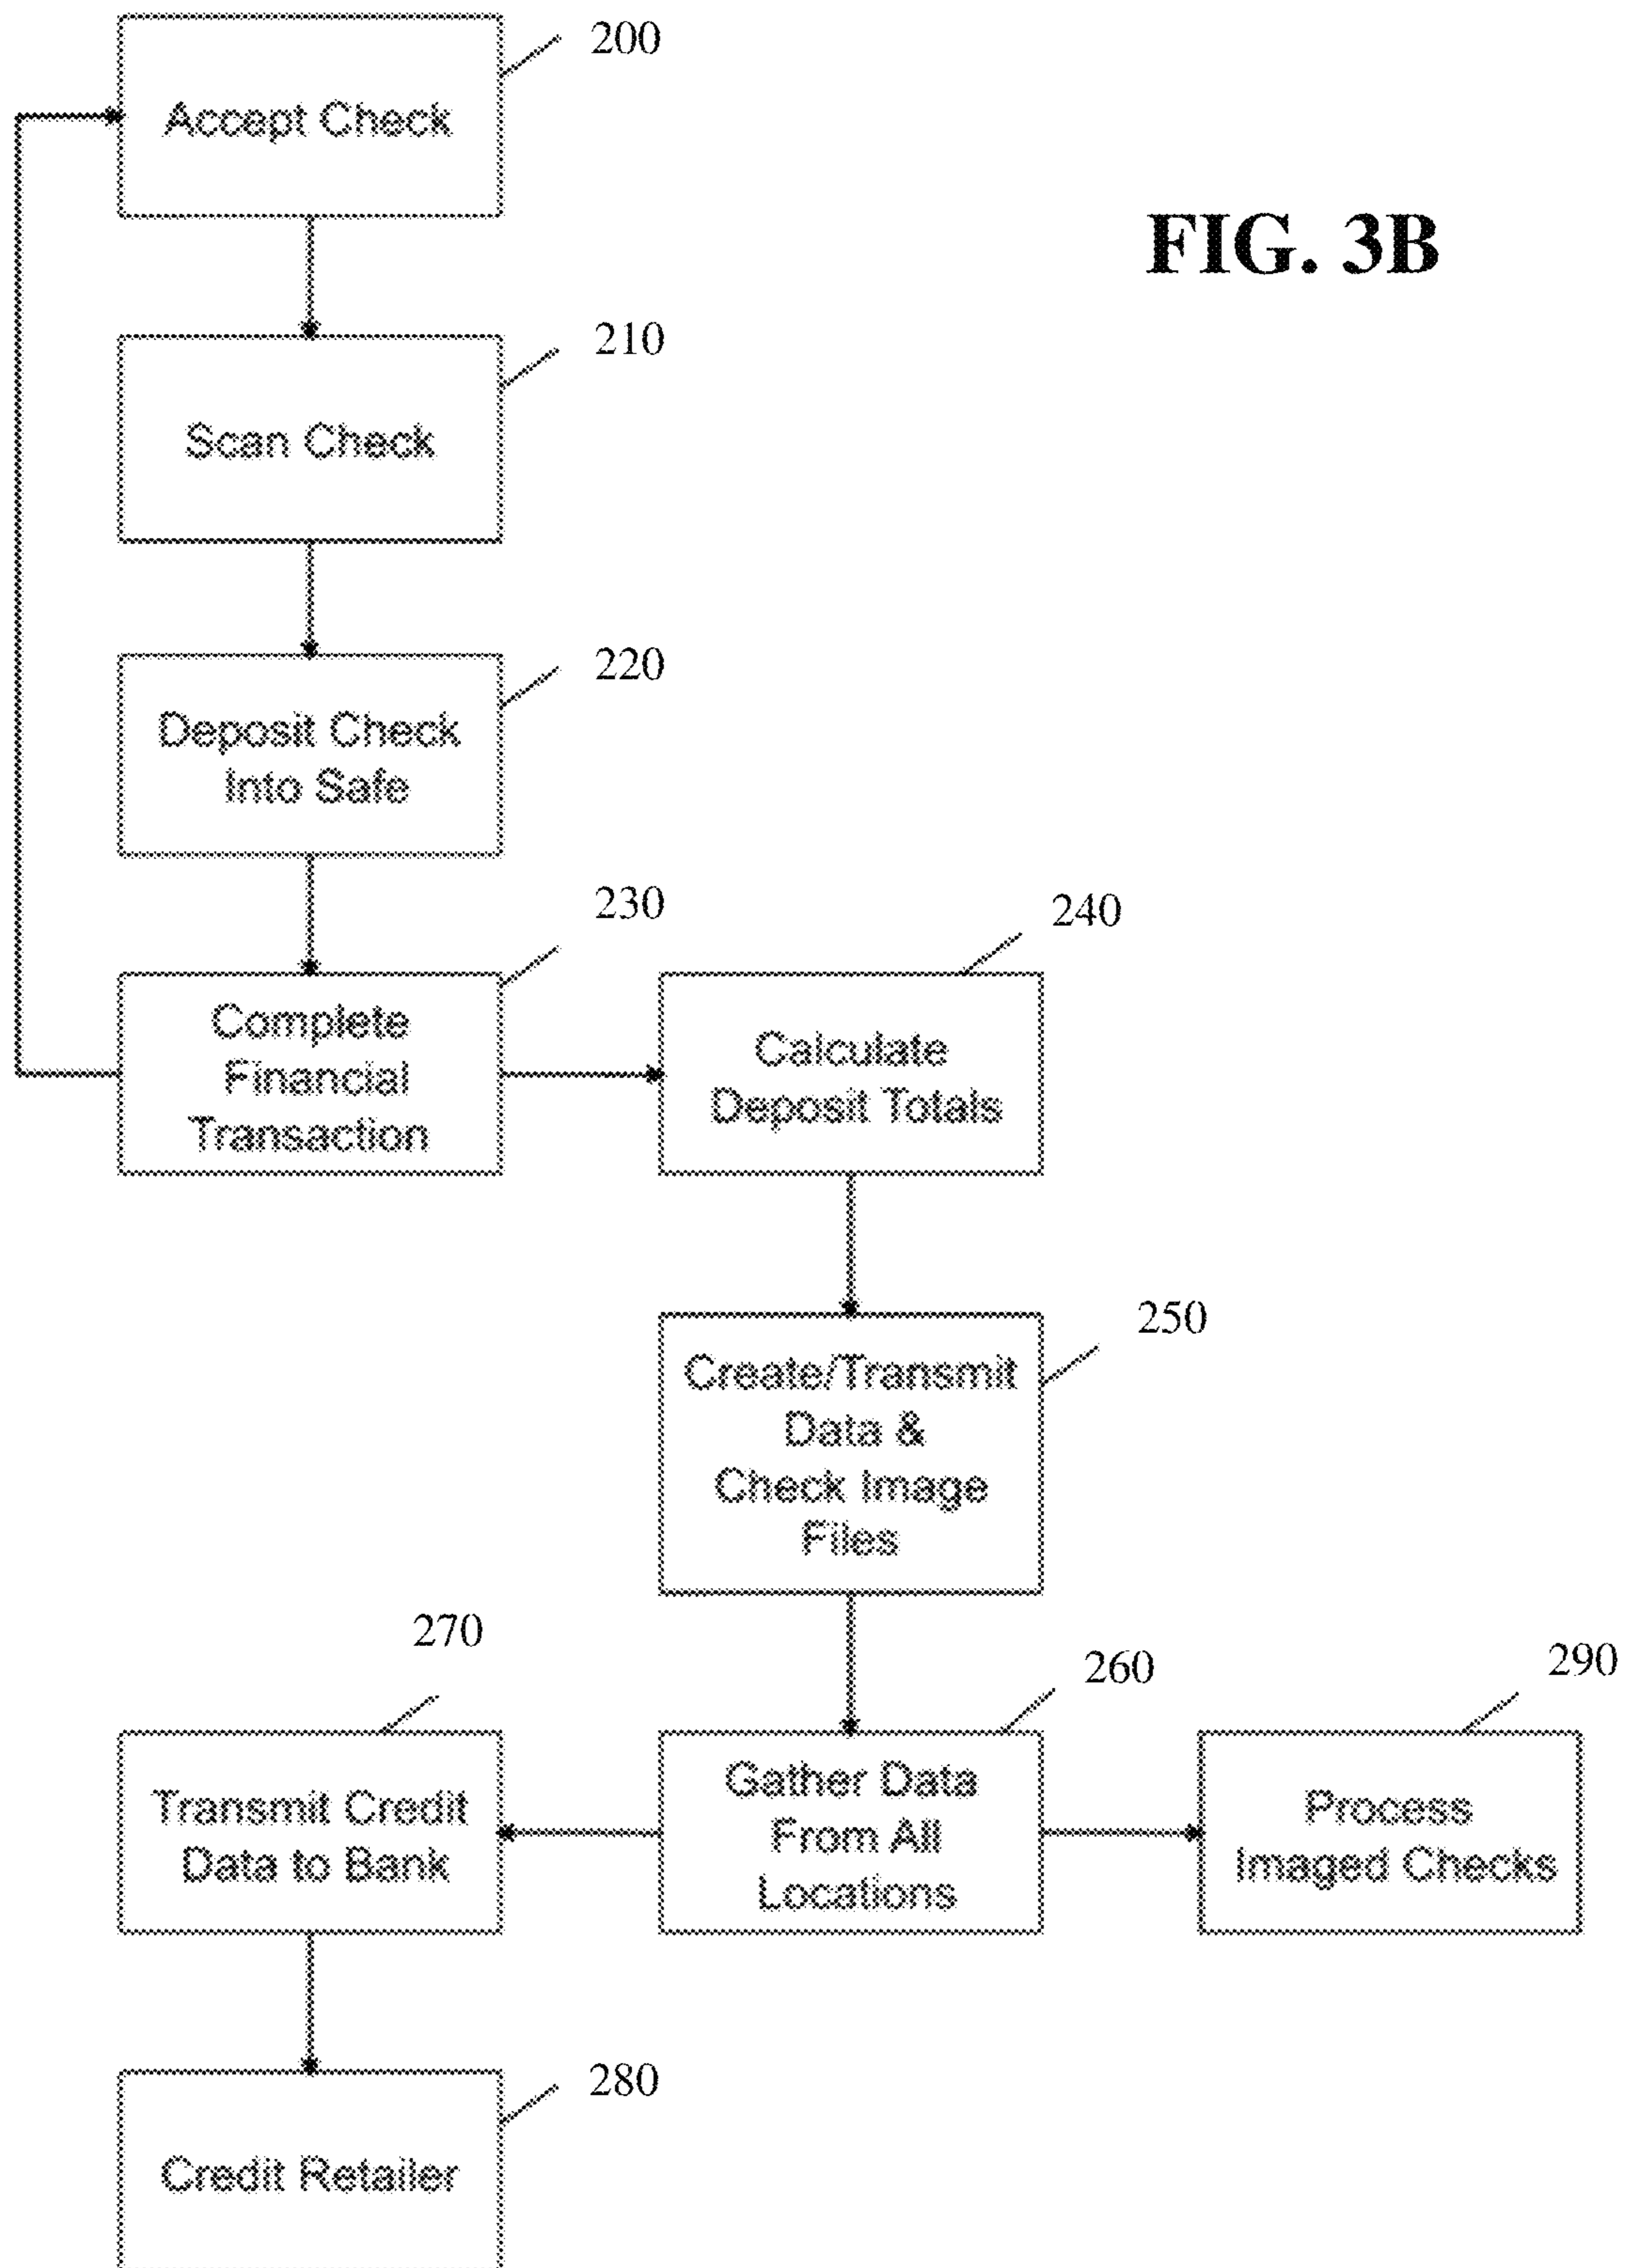 200
Accept Check
FIG. 3B
210
Scan Check
220
Deposit Check
Into Safe
230
Complete
Financial
Transaction
240
Calculate
Deposit Totals
250
Create/Transmit
Data &
Check Image
Files
270
Transmit Credit
Data to Bank
260
Gather Data
From All
Locations
290
Process
Imaged Checks
280
Credit Retailer